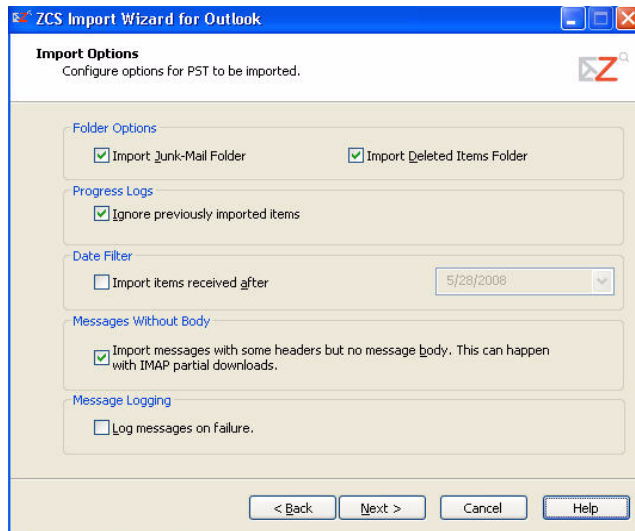 ZCS Import Wizard for Outlook
Import Options
Configure options for PST to be imported.
Z
Folder Options
Import Junk-Mail Folder
Import Deleted Items Folder
Progress Logs
Ignore previously imported items
Date Filter
Import items received after
5/28/2008
Messages Without Body
Import messages with some headers but no message body. This can happen
with IMAP partial downloads.
Message Logging
Log messages on failure.
< Back
Next >
Cancel
Help